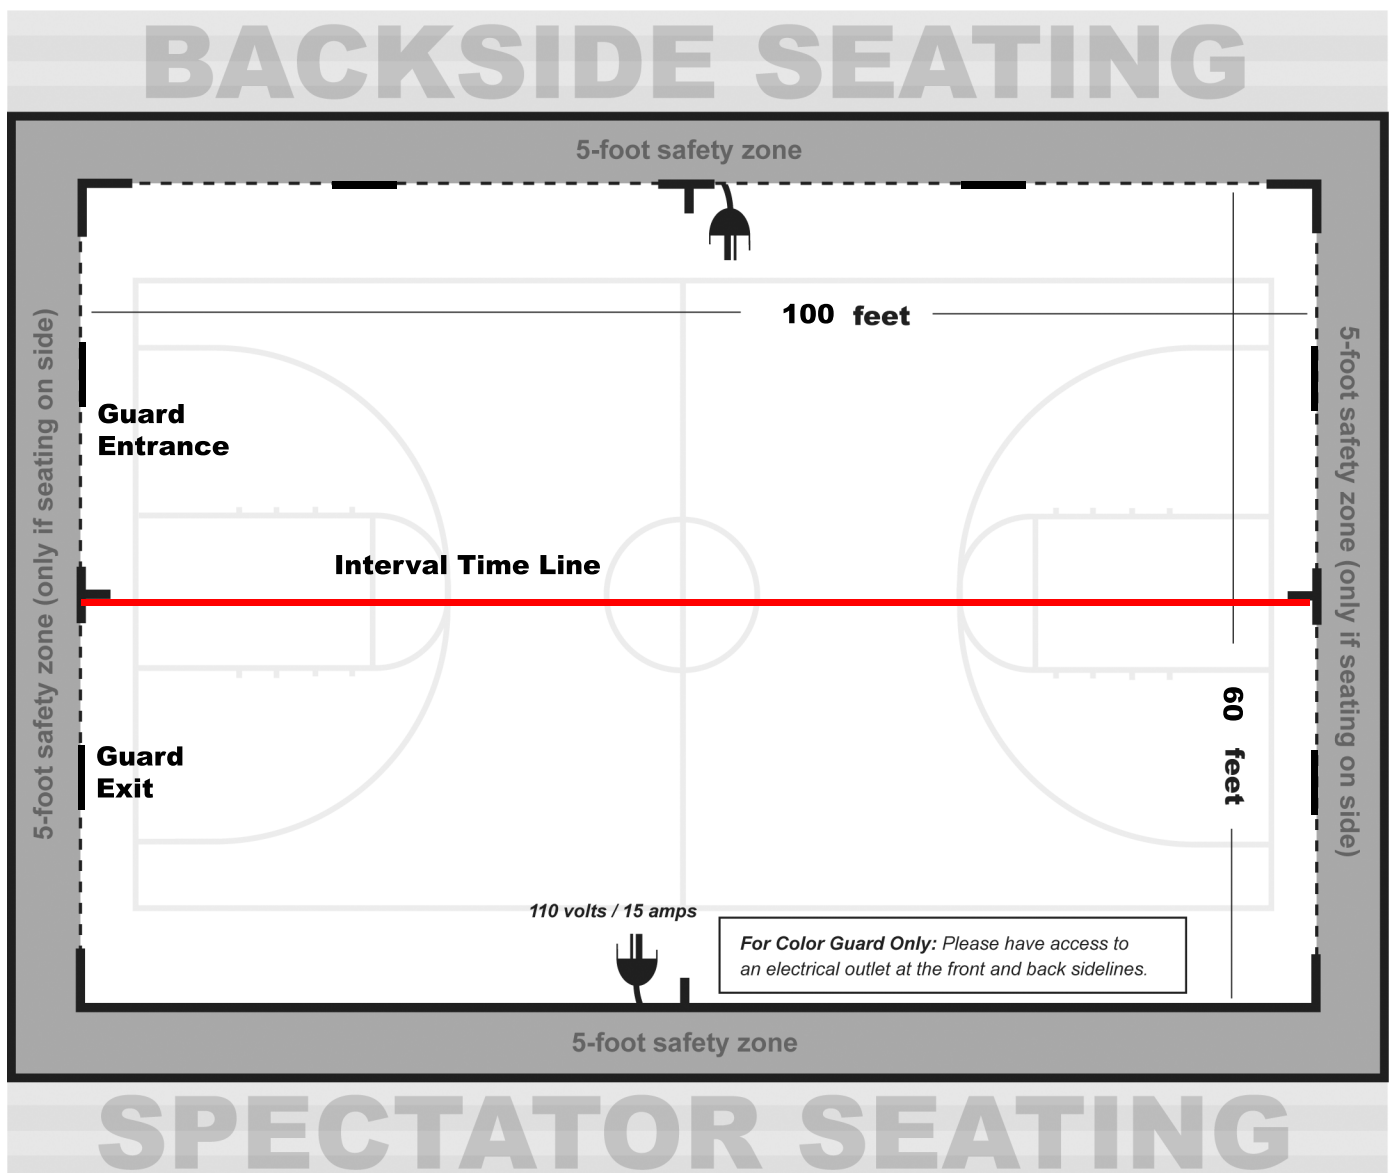 BACKSIDE SEATING
5-foot safety zone
100 feet
5-foot safety zone (only if seating on side)
5-foot safety zone (only if seating on side)
Guard
Entrance
Interval Time Line
60 feet
Guard
Exit
110 volts / 15 amps
For Color Guard Only: Please have access to
an electrical outlet at the front and back sidelines.
5-foot safety zone
SPECTATOR SEATING